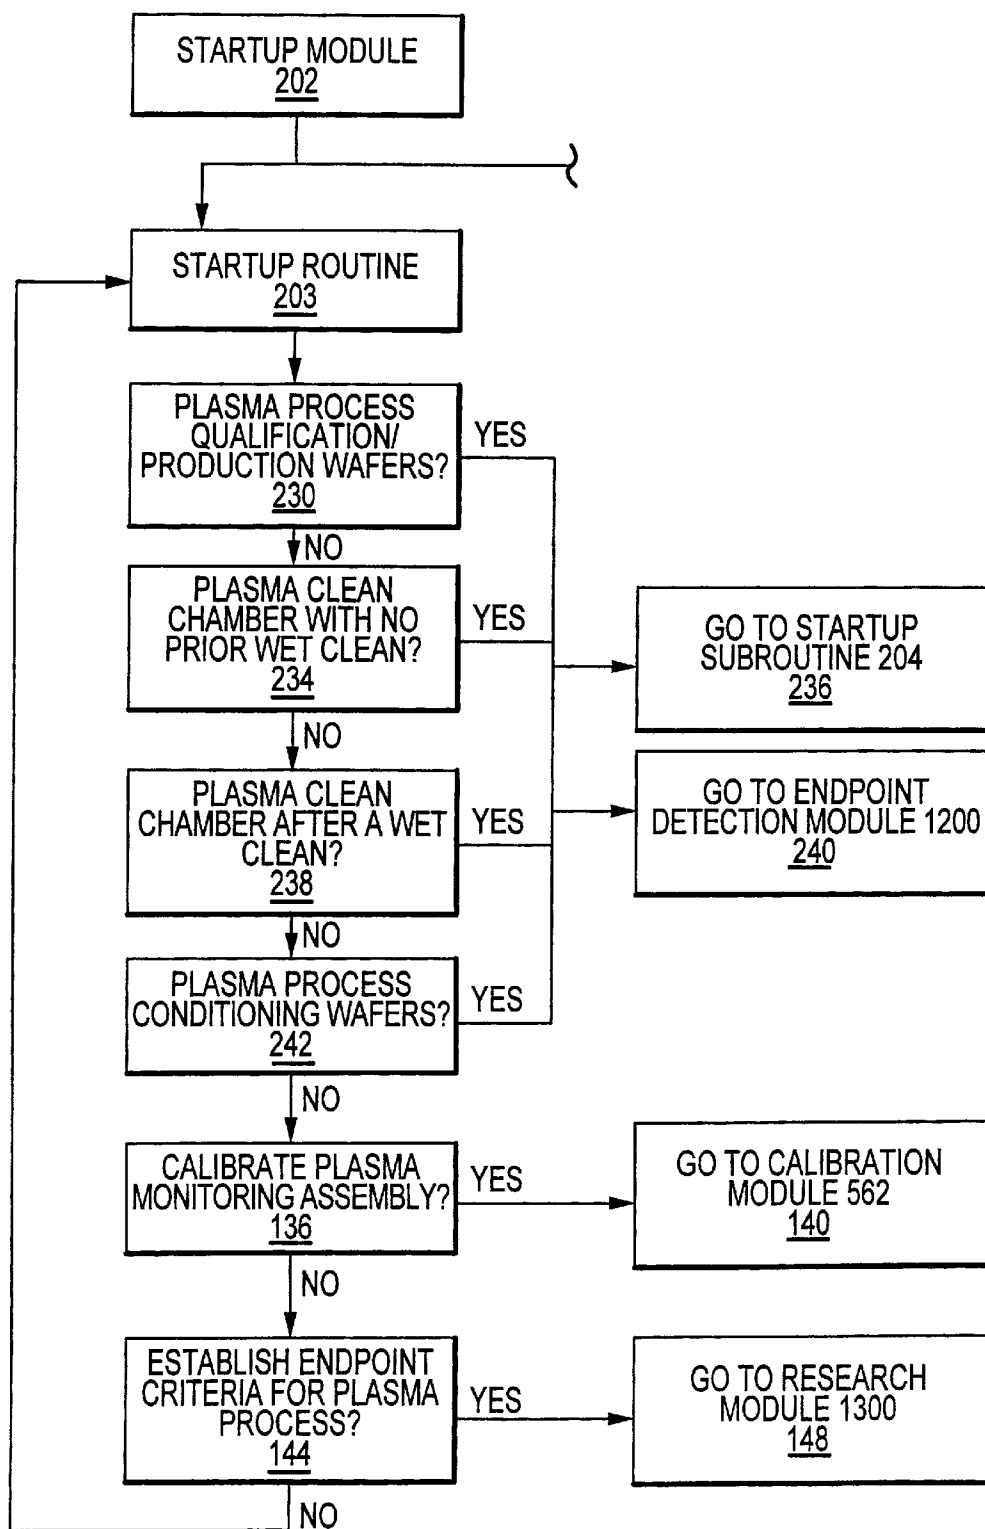 STARTUP MODULE
202
STARTUP ROUTINE
203
PLASMA PROCESS
QUALIFICATION/
PRODUCTION WAFERS?
230
YES
NO
PLASMA CLEAN
CHAMBER WITH NO
PRIOR WET CLEAN?
234
YES
GO TO STARTUP
SUBROUTINE 204
236
NO
PLASMA CLEAN
CHAMBER AFTER A WET
CLEAN?
238
YES
GO TO ENDPOINT
DETECTION MODULE 1200
240
NO
PLASMA PROCESS
CONDITIONING WAFERS?
242
YES
NO
CALIBRATE PLASMA
MONITORING ASSEMBLY?
136
YES
GO TO CALIBRATION
MODULE 562
140
NO
ESTABLISH ENDPOINT
CRITERIA FOR PLASMA
PROCESS?
144
YES
GO TO RESEARCH
MODULE 1300
148
NO